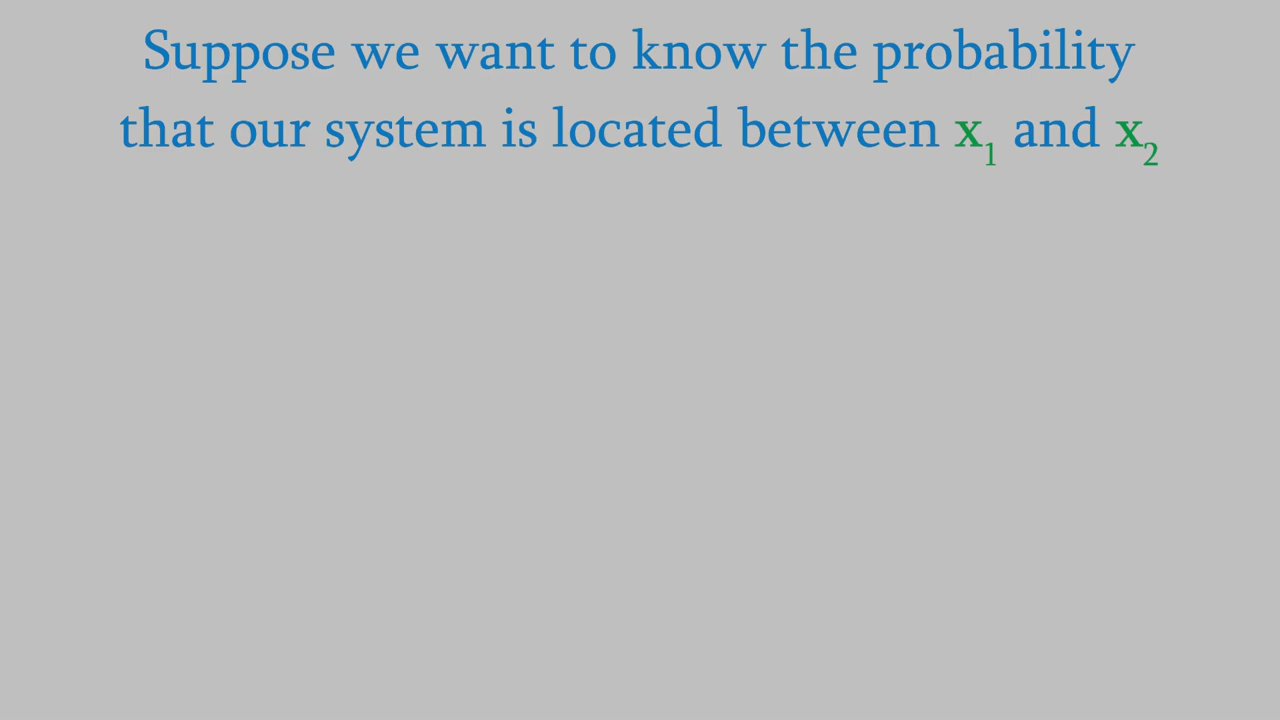 Suppose we want to know the probability
that our system is located between x₁ and x₂